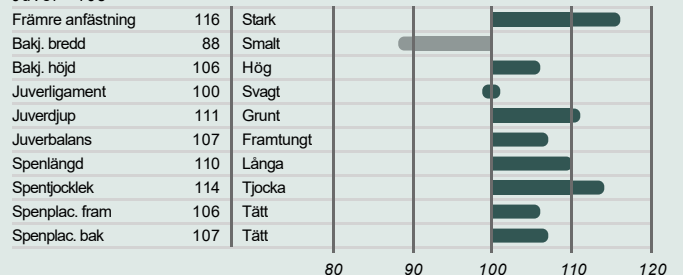 Främre anfästning 116 Stark
Bakj. bredd 88 Smalt
Bakj. höjd 106 Hög
Juverligament 100 Svagt
Juverdjup 111 Grunt
Juverbalans 107 Framtungt
Spenlängd 110 Långa
Spentjocklek 114 Tjocka
Spenplac. fram 106 Tätt
Spenplac. bak 107 Tätt
80 90 100 110 120